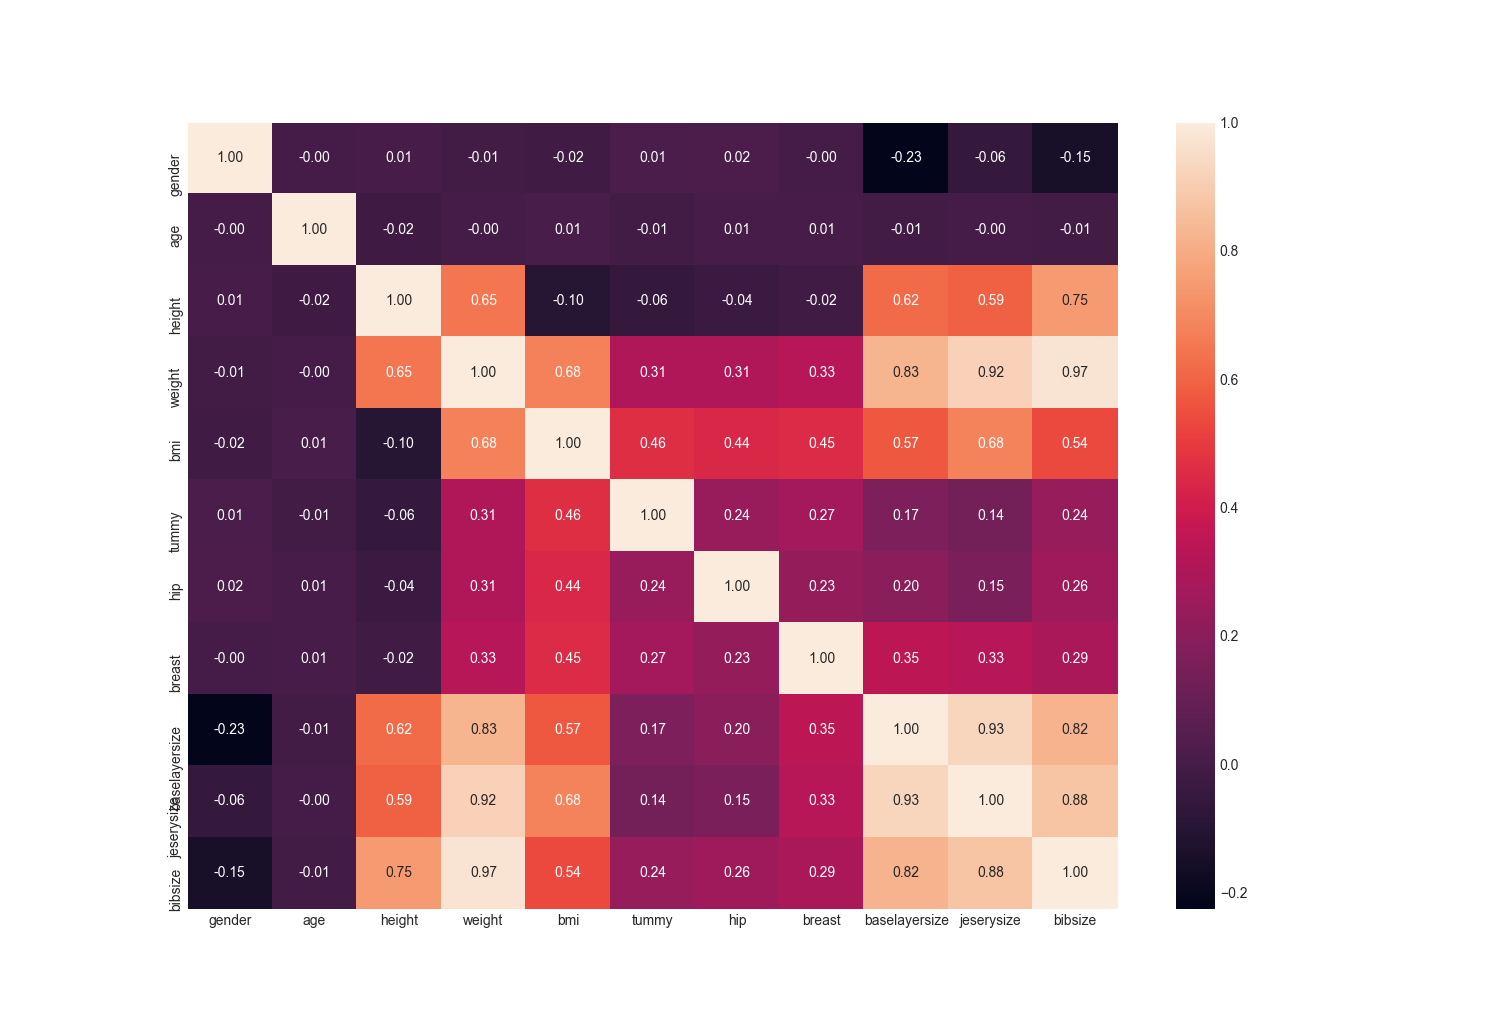 gender 1.00 -0.00 0.01 -0.01 -0.02 0.01 0.02 -0.00 -0.23 -0.06 -0.15
age -0.00 1.00 -0.02 -0.00 0.01 -0.01 0.01 0.01 -0.01 -0.00 -0.01
height 0.01 -0.02 1.00 0.65 -0.10 -0.06 -0.04 -0.02 0.62 0.59 0.75
weight -0.01 -0.00 0.65 1.00 0.68 0.31 0.31 0.33 0.83 0.92 0.97
bmi -0.02 0.01 -0.10 0.68 1.00 0.46 0.44 0.45 0.57 0.68 0.54
tummy 0.01 -0.01 -0.06 0.31 0.46 1.00 0.24 0.27 0.17 0.14 0.24
hip 0.02 0.01 -0.04 0.31 0.44 0.24 1.00 0.23 0.20 0.15 0.26
breast -0.00 0.01 -0.02 0.33 0.45 0.27 0.23 1.00 0.35 0.33 0.29
baselayersize -0.23 -0.01 0.62 0.83 0.57 0.17 0.20 0.35 1.00 0.93 0.82
jeserysize -0.06 -0.00 0.59 0.92 0.68 0.14 0.15 0.33 0.93 1.00 0.88
bibsize -0.15 -0.01 0.75 0.97 0.54 0.24 0.26 0.29 0.82 0.88 1.00
gender age height weight bmi tummy hip breast baselayersize jeserysize bibsize
1.0
0.8
0.6
0.4
0.2
0.0
−0.2